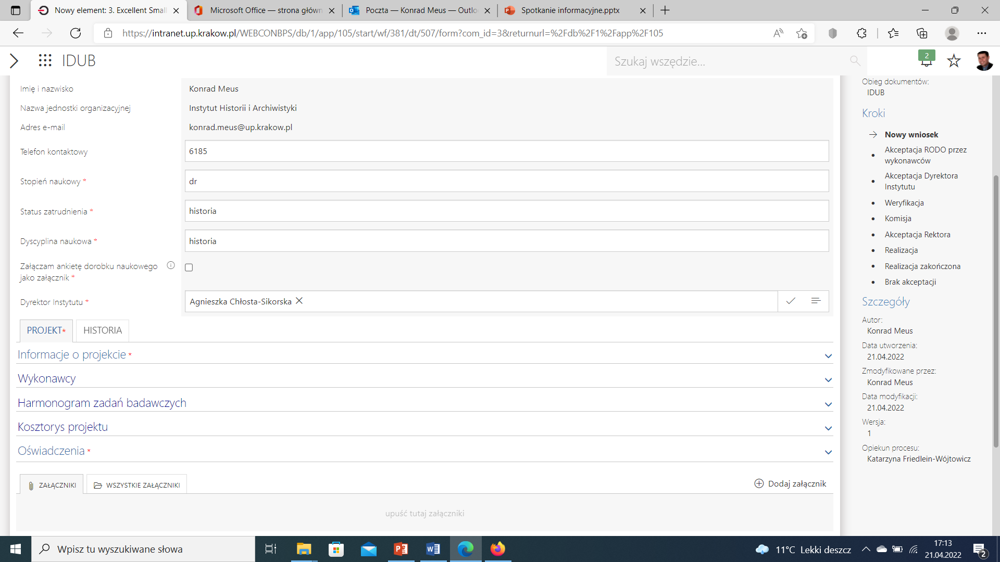 Nowy element: 3. Excellent Small
Microsoft Office — strona główn
Poczta — Konrad Meus — Outlo
Spotkanie informacyjne.pptx
https://intranet.up.krakow.pl/WEBCONBPS/db/1/app/105/start/wf/381/dt/507/form?com_id=3&returnurl=%2Fdb%2F1%2Fapp%2F105
IDUB
Szukaj wszędzie...
2
Imię i nazwisko
Konrad Meus
Nazwa jednostki organizacyjnej
Instytut Historii i Archiwistyki
Adres e-mail
konrad.meus@up.krakow.pl
Telefon kontaktowy
6185
Stopień naukowy *
dr
Status zatrudnienia *
historia
Dyscyplina naukowa *
historia
Załączam ankietę dorobku naukowego
jako załącznik *
Dyrektor Instytutu *
Agnieszka Chłosta-Sikorska
PROJEKT*
HISTORIA
Informacje o projekcie *
Wykonawcy
Harmonogram zadań badawczych
Kosztorys projektu
Oświadczenia *
ZAŁĄCZNIKI
WSZYSTKIE ZAŁĄCZNIKI
Dodaj załącznik
upuść tutaj załączniki
Obieg dokumentów:
IDUB
Kroki
Nowy wniosek
Akceptacja RODO przez
wykonawców
Akceptacja Dyrektora
Instytutu
Weryfikacja
Komisja
Akceptacja Rektora
Realizacja
Realizacja zakończona
Brak akceptacji
Szczegóły
Autor:
Konrad Meus
Data utworzenia:
21.04.2022
Zmodyfikowane przez:
Konrad Meus
Data modyfikacji:
21.04.2022
Wersja:
1
Opiekun procesu:
Katarzyna Friedlein-Wójtowicz
Wpisz tu wyszukiwane słowa
11°C Lekki deszcz
17:13
21.04.2022
2